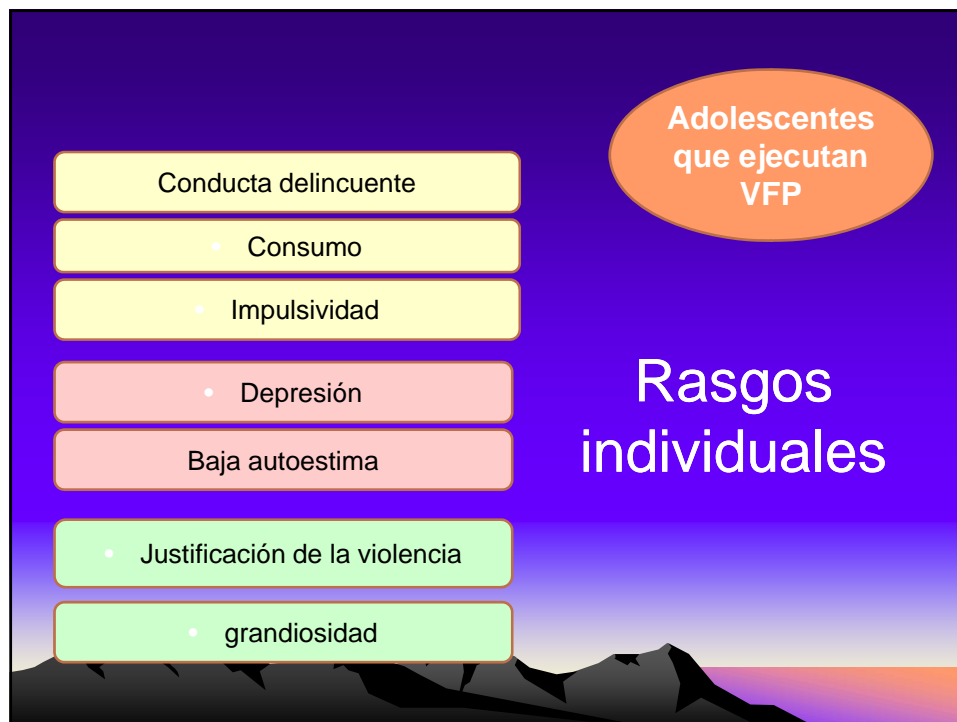 Adolescentes
que ejecutan
VFP
Conducta delincuente
• Consumo
• Impulsividad
• Depresión
Baja autoestima
• Justificación de la violencia
• grandiosidad
Rasgos
individuales